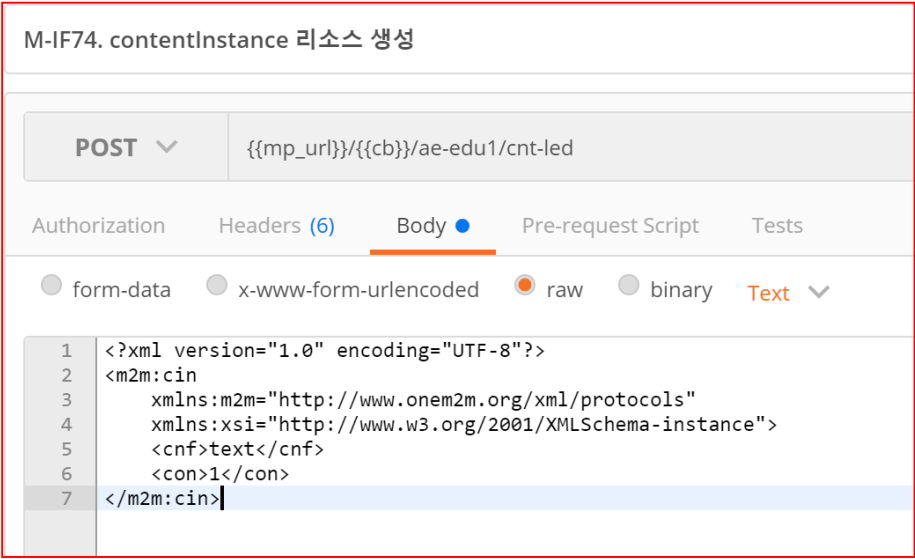 M-IF74. contentInstance 리소스 생성
POST {{mp_url}}/{{cb}}/ae-edu1/cnt-led
Authorization Headers (6) Body Pre-request Script Tests
form-data x-www-form-urlencoded raw binary Text
1 <?xml version="1.0" encoding="UTF-8"?>
2 <m2m:cin
3 xmlns:m2m="http://www.onem2m.org/xml/protocols"
4 xmlns:xsi="http://www.w3.org/2001/XMLSchema-instance">
5 <cnf>text</cnf>
6 <con>1</con>
7 </m2m:cin>